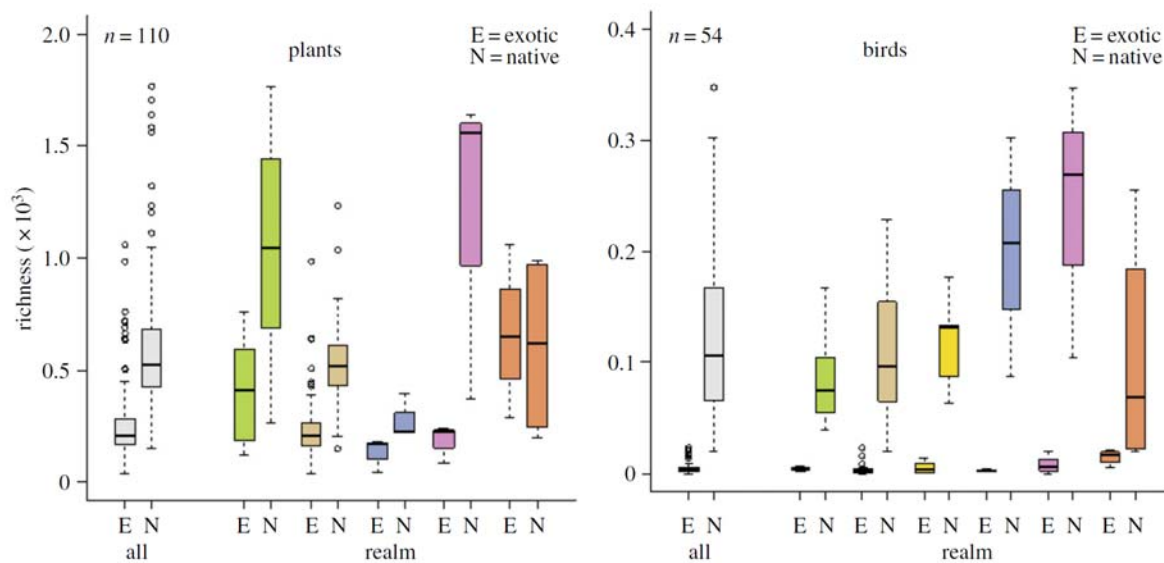 n = 110
plants
E = exotic
N = native
richness ( × 10³)
2.0
1.5
1.0
0.5
0
E N E N E N E N E N E N
all realm
n = 54
birds
E = exotic
N = native
0.4
0.3
0.2
0.1
0
E N E N E N E N E N E N E N
all realm